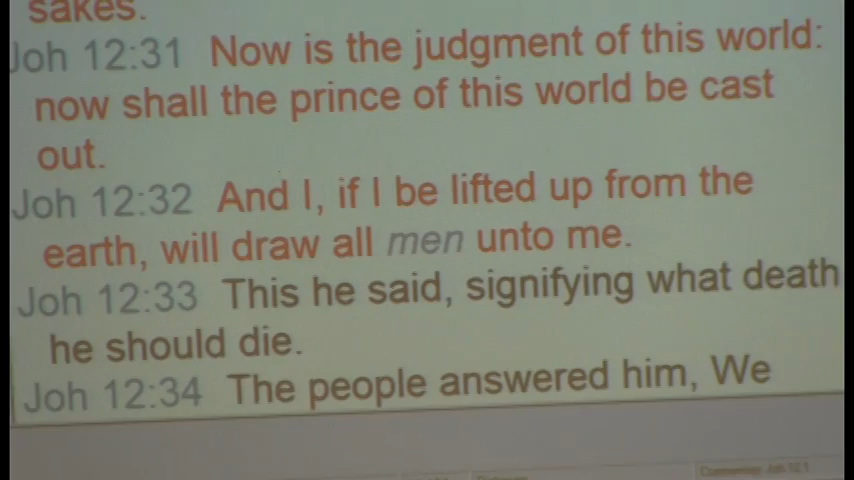 sakes.
Joh 12:31 Now is the judgment of this world:
now shall the prince of this world be cast
out.
Joh 12:32 And I, if I be lifted up from the
earth, will draw all men unto me.
Joh 12:33 This he said, signifying what death
he should die.
Joh 12:34 The people answered him, We